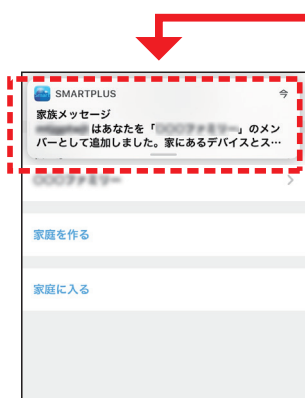 SMARTPLUS
今
家族メッセージ
はあなたを「」のメン
バーとして追加しました。家にあるデバイスとス…
家庭を作る
家庭に入る